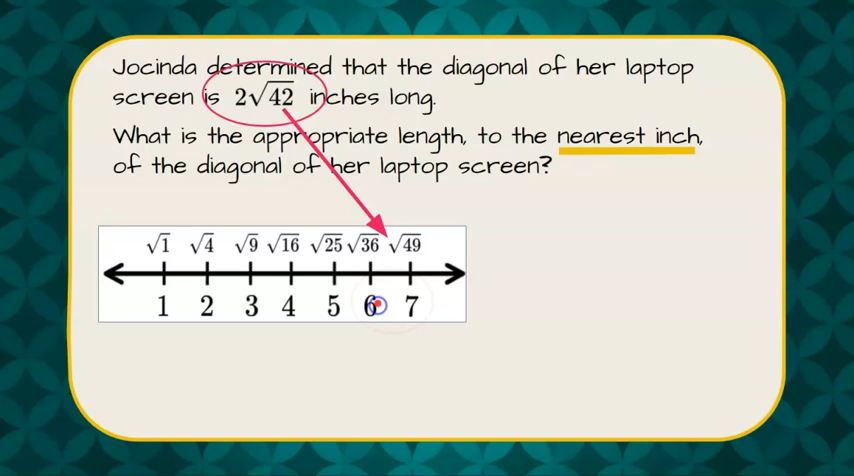 Jocinda determined that the diagonal of her laptop
screen is 2√42 inches long.
What is the appropriate length, to the nearest inch,
of the diagonal of her laptop screen?
√1 √4 √9 √16 √25 √36 √49
1 2 3 4 5 6 7